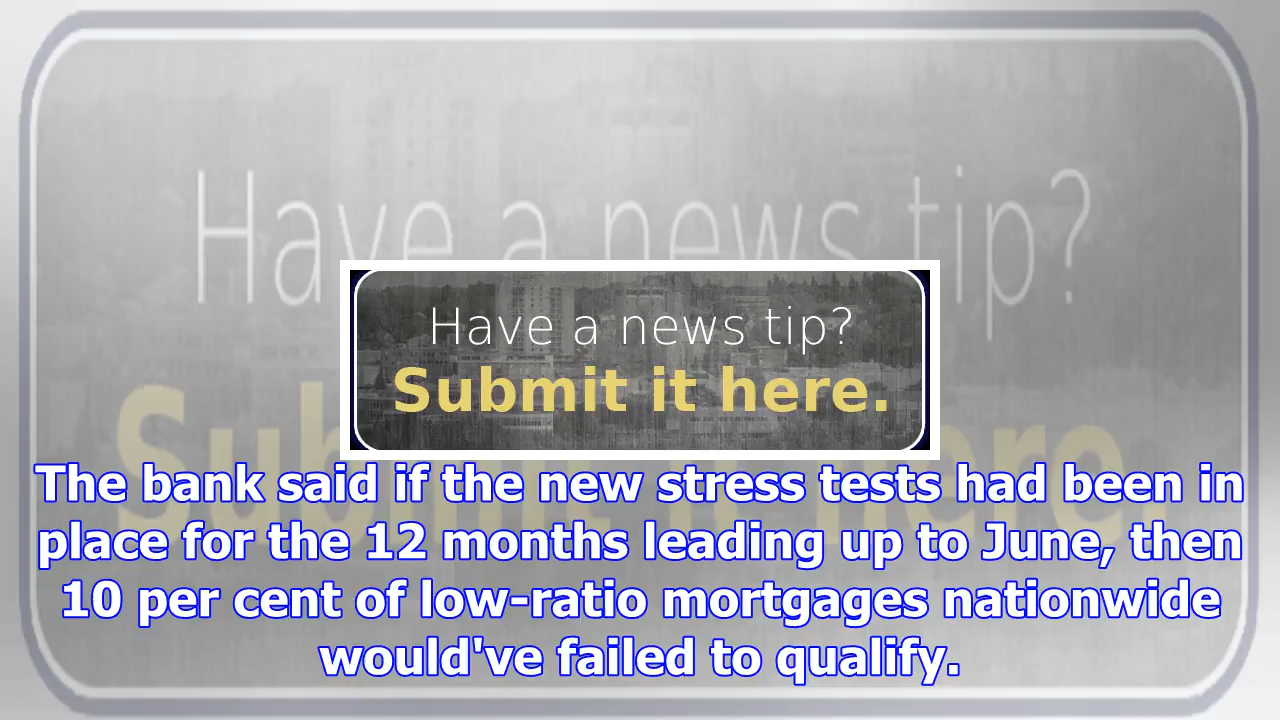 Have a news tip?
Have a news tip?
Submit it here.
Submit it here.
The bank said if the new stress tests had been in
place for the 12 months leading up to June, then
10 per cent of low-ratio mortgages nationwide
would've failed to qualify.